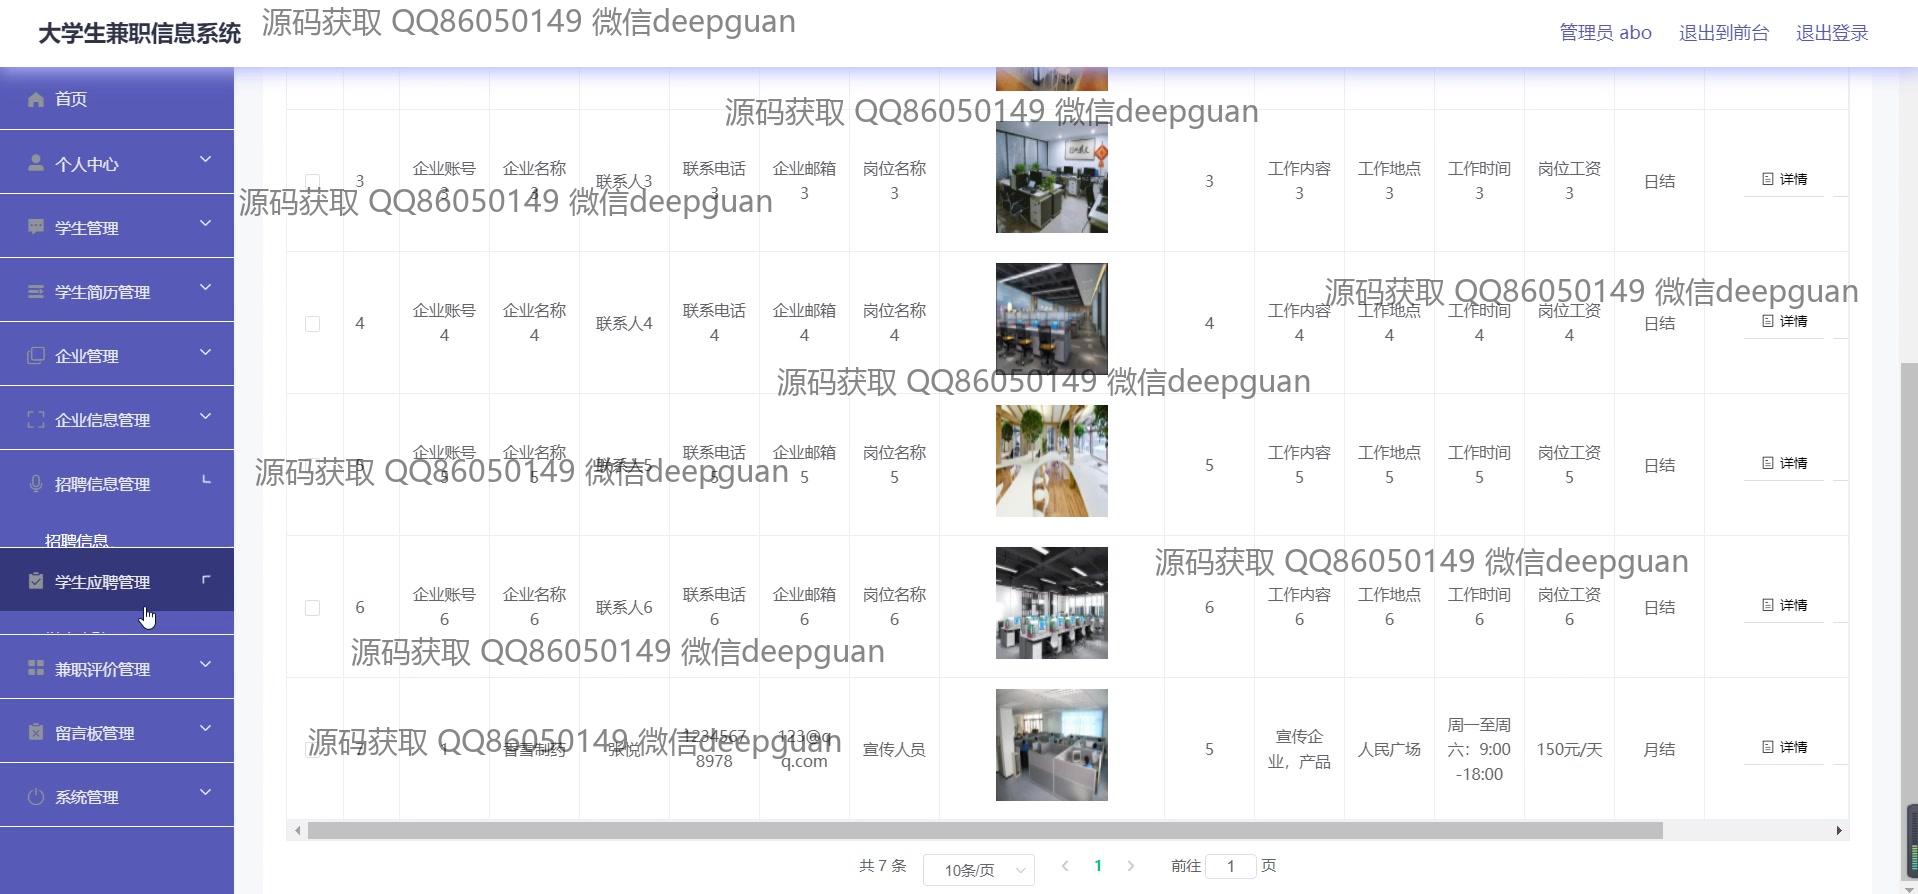 大学生兼职信息系统
源码获取 QQ86050149 微信deepguan
管理员 abo
退出到前台
退出登录
首页
个人中心
学生管理
学生简历管理
企业管理
企业信息管理
招聘信息管理
招聘信息
学生应聘管理
兼职评价管理
留言板管理
系统管理
源码获取 QQ86050149 微信deepguan
3 企业账号3 企业名称3 联系人3 联系电话3 企业邮箱3 岗位名称3 3 工作内容3 工作地点3 工作时间3 岗位工资3 日结 详情
源码获取 QQ86050149 微信deepguan
源码获取 QQ86050149 微信deepguan
4 企业账号4 企业名称4 联系人4 联系电话4 企业邮箱4 岗位名称4 4 工作内容4 工作地点4 工作时间4 岗位工资4 日结 详情
源码获取 QQ86050149 微信deepguan
5 企业账号5 企业名称5 联系人5 联系电话5 企业邮箱5 岗位名称5 5 工作内容5 工作地点5 工作时间5 岗位工资5 日结 详情
源码获取 QQ86050149 微信deepguan
源码获取 QQ86050149 微信deepguan
6 企业账号6 企业名称6 联系人6 联系电话6 企业邮箱6 岗位名称6 6 工作内容6 工作地点6 工作时间6 岗位工资6 日结 详情
源码获取 QQ86050149 微信deepguan
7 1 张悦 12345678978 123@qq.com 宣传人员 5 宣传企业，产品 人民广场 周一至周六：9:00-18:00 150元/天 月结 详情
源码获取 QQ86050149 微信deepguan
共 7 条 10条/页 1 前往 1 页